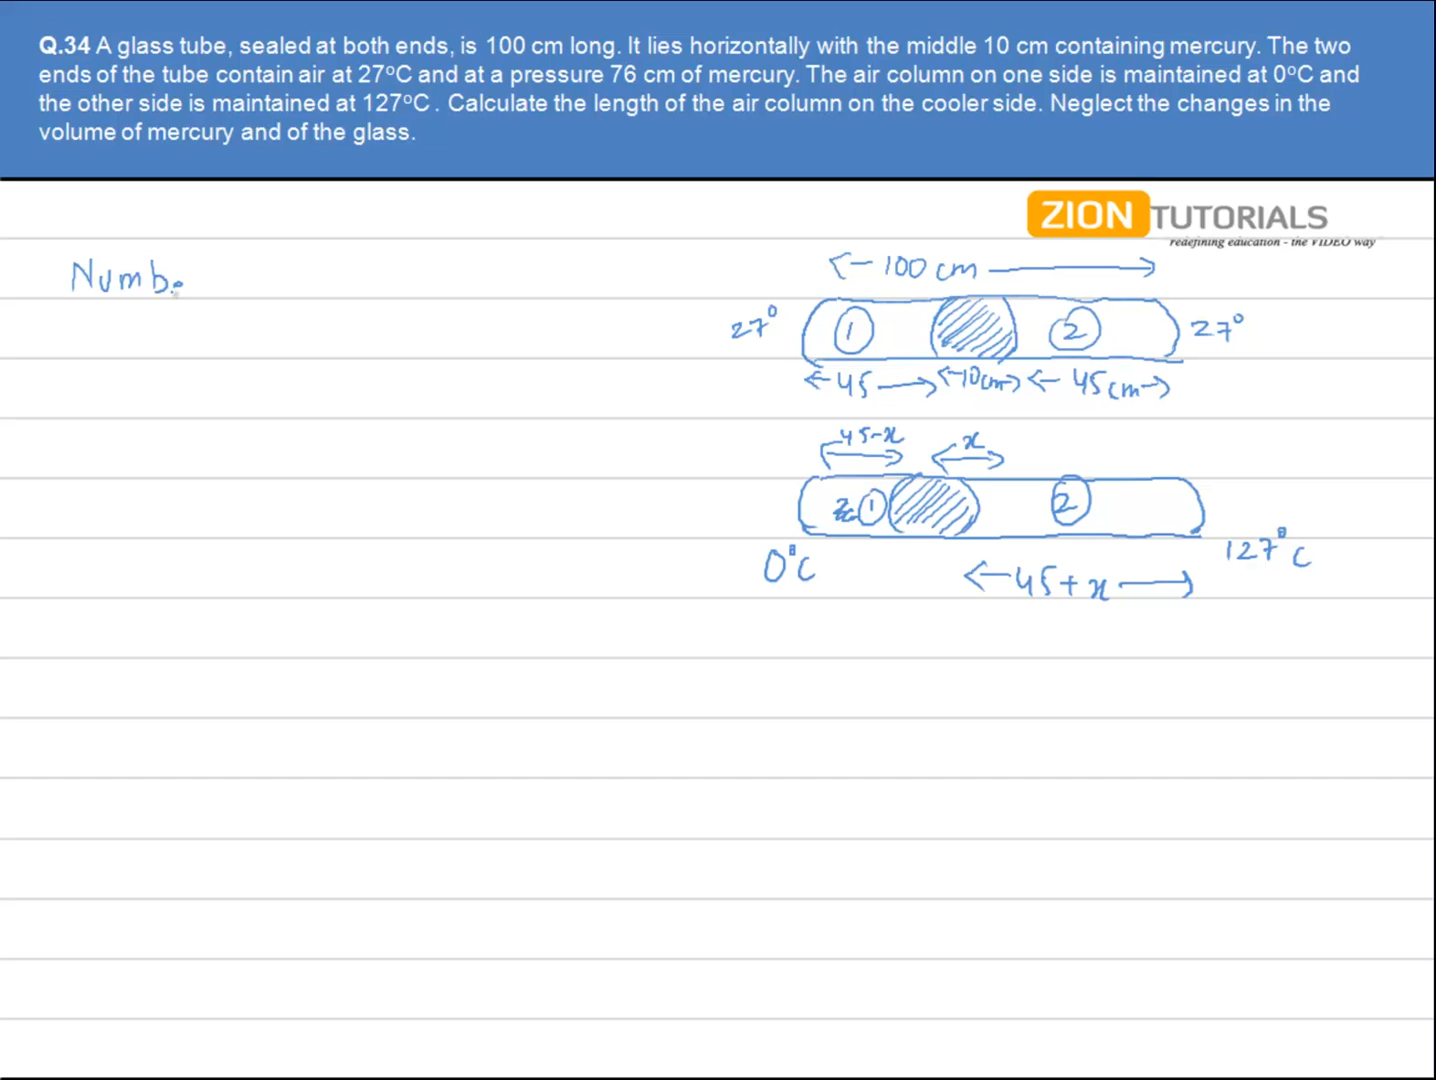 Q.34 A glass tube, sealed at both ends, is 100 cm long. It lies horizontally with the middle 10 cm containing mercury. The two
ends of the tube contain air at 27°C and at a pressure 76 cm of mercury. The air column on one side is maintained at 0°C and
the other side is maintained at 127°C . Calculate the length of the air column on the cooler side. Neglect the changes in the
volume of mercury and of the glass.
ZION TUTORIALS
redefining education - the VIDEO way
Numb
100 cm
27° 1 2 27°
45 10cm 45cm
45-x x
1 2
0°C 127°C
45+x